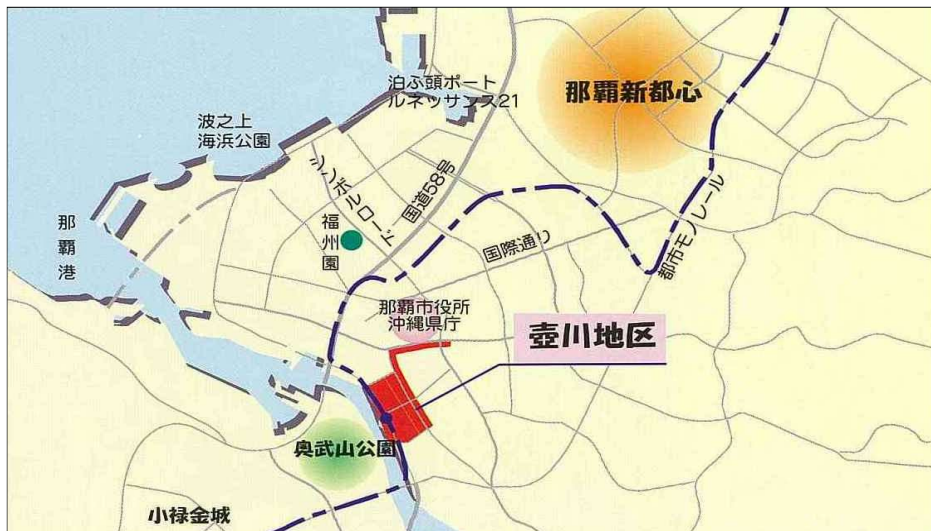 泊ふ頭ポート
ルネッサンス21
那覇新都心
波之上
海浜公園
シンボルロード
国道58号
那覇港
福州園
国際通り
都市モノレール
那覇市役所
沖縄県庁
壺川地区
奥武山公園
小禄金城